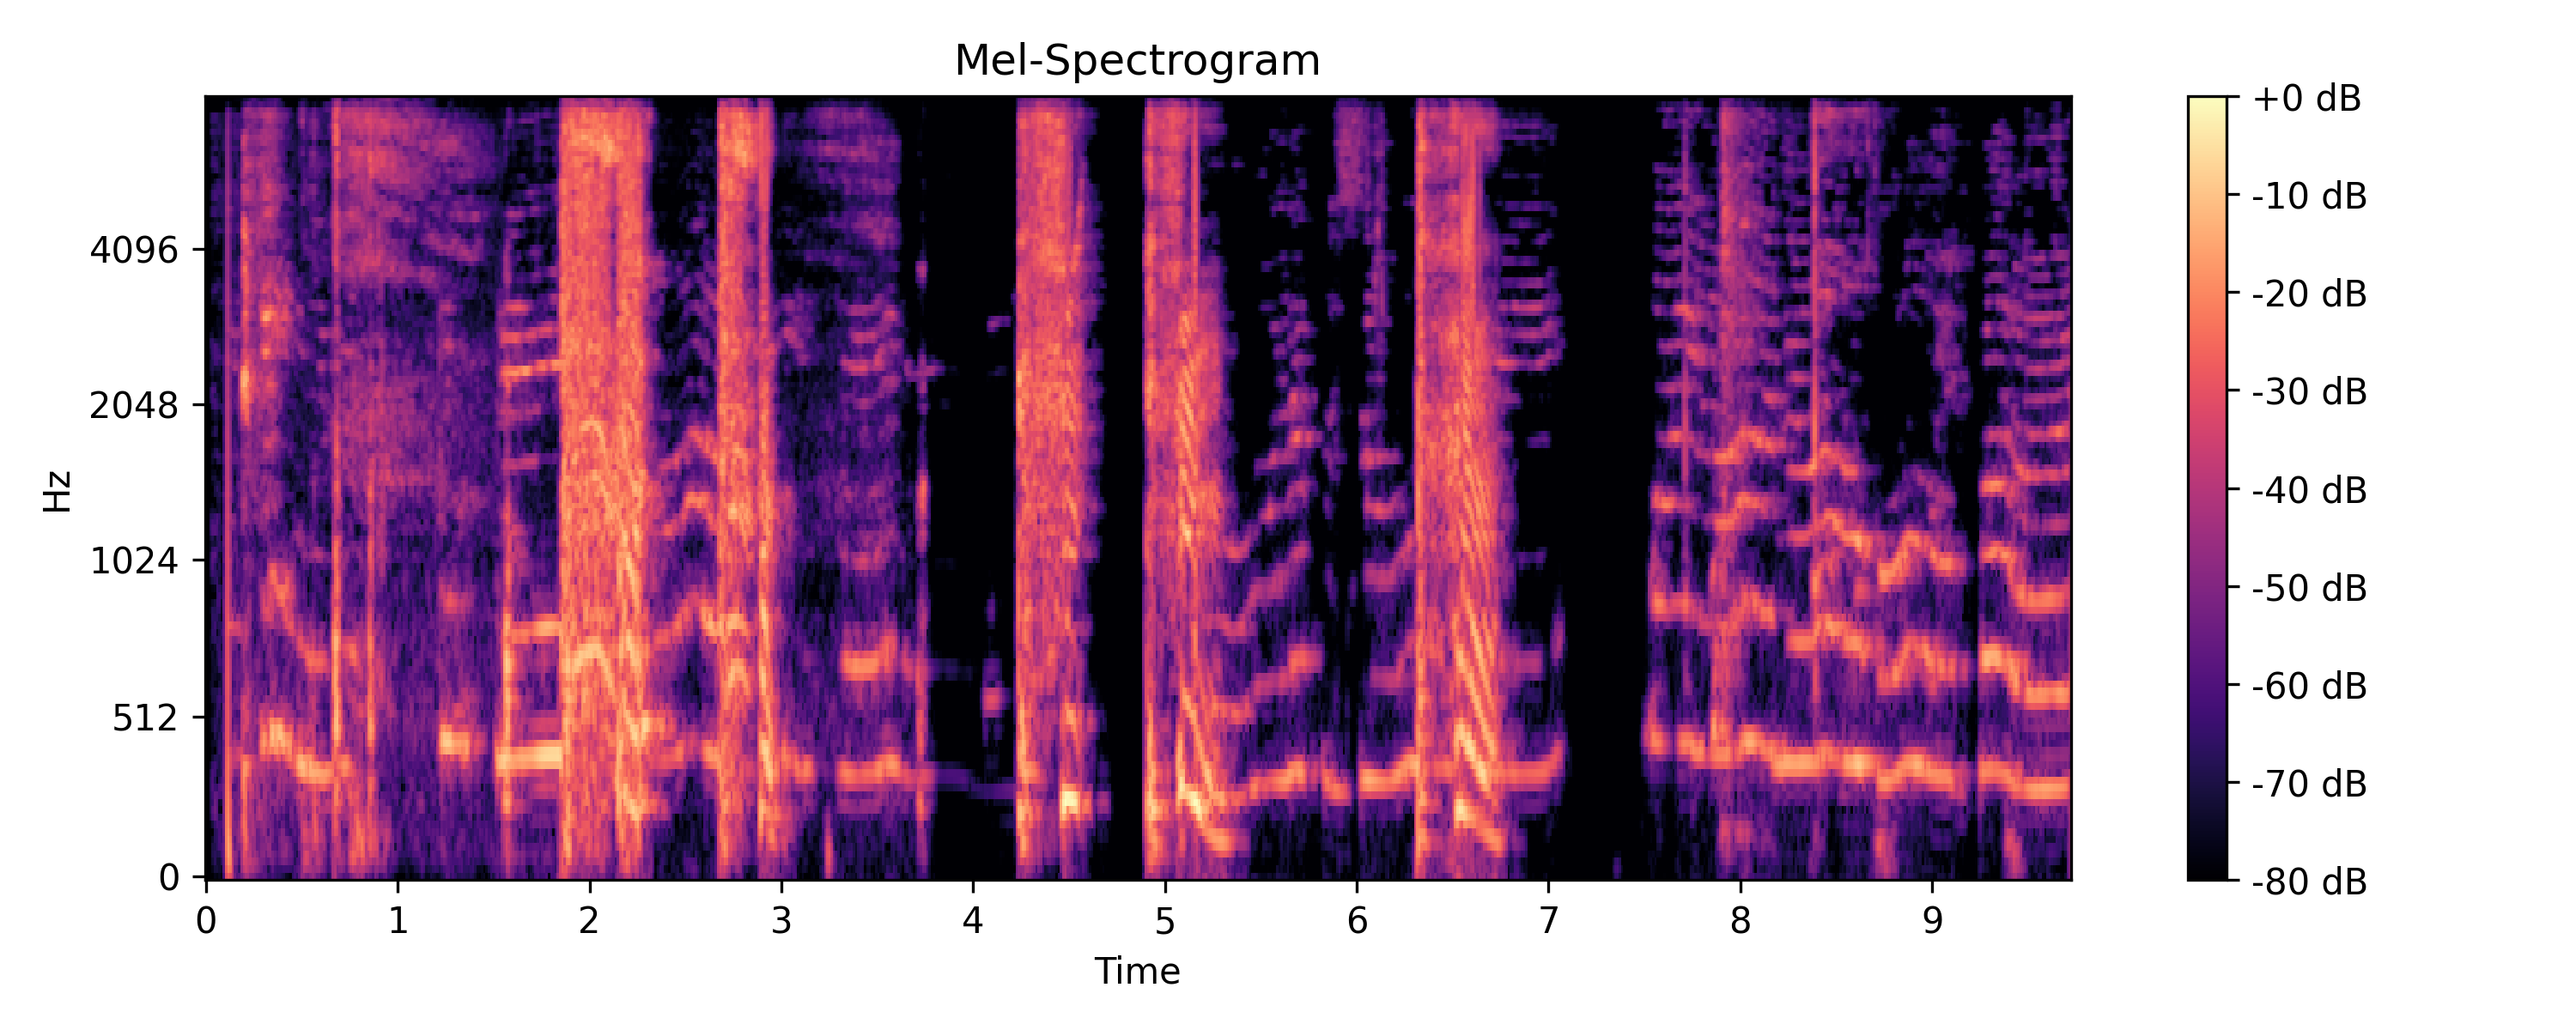 Mel-Spectrogram
Hz
4096
2048
1024
512
0
0 1 2 3 4 5 6 7 8 9
Time
+0 dB
-10 dB
-20 dB
-30 dB
-40 dB
-50 dB
-60 dB
-70 dB
-80 dB